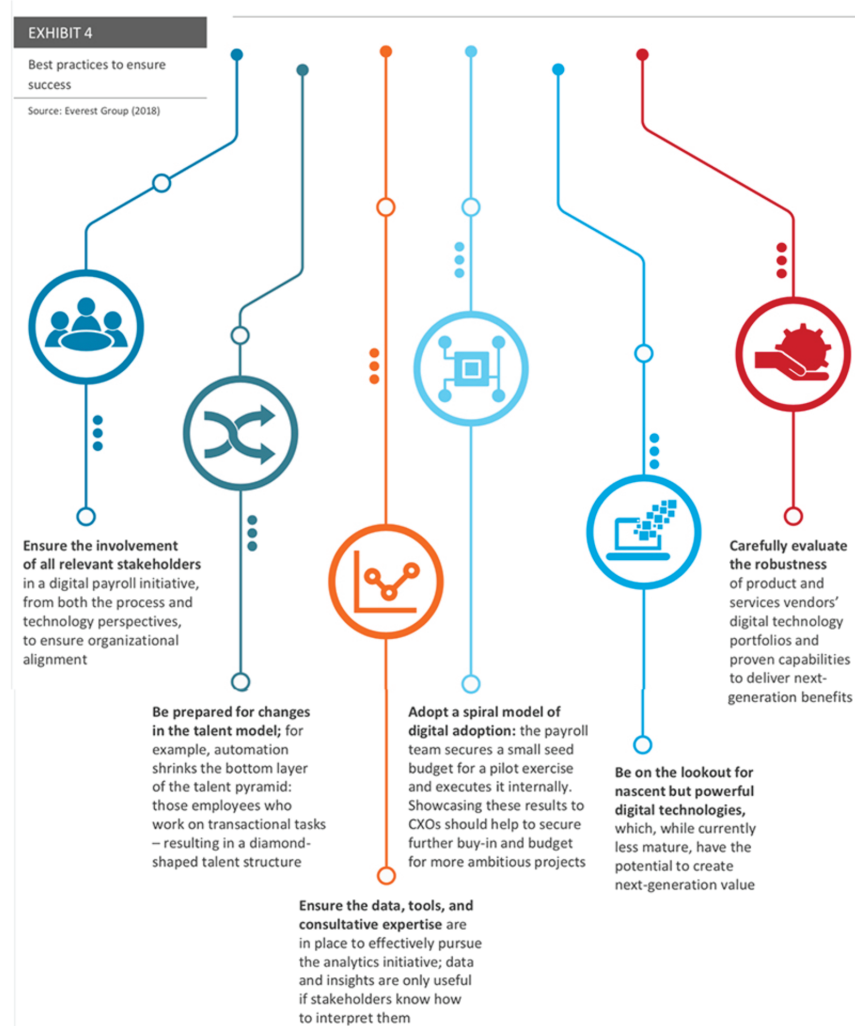 EXHIBIT 4
Best practices to ensure
success
Source: Everest Group (2018)
Ensure the involvement
of all relevant stakeholders
in a digital payroll initiative,
from both the process and
technology perspectives,
to ensure organizational
alignment
Be prepared for changes
in the talent model; for
example, automation
shrinks the bottom layer
of the talent pyramid:
those employees who
work on transactional tasks
– resulting in a diamond-
shaped talent structure
Ensure the data, tools, and
consultative expertise are
in place to effectively pursue
the analytics initiative; data
and insights are only useful
if stakeholders know how
to interpret them
Adopt a spiral model of
digital adoption: the payroll
team secures a small seed
budget for a pilot exercise
and executes it internally.
Showcasing these results to
CXOs should help to secure
further buy-in and budget
for more ambitious projects
Be on the lookout for
nascent but powerful
digital technologies,
which, while currently
less mature, have the
potential to create
next-generation value
Carefully evaluate
the robustness
of product and
services vendors’
digital technology
portfolios and
proven capabilities
to deliver next-
generation benefits